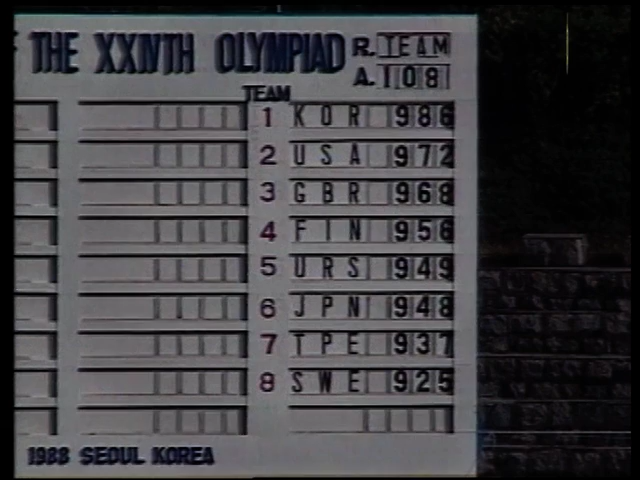 THE XXIVTH OLYMPIAD R. TEAM
A. 108
TEAM
1 KOR 986
2 USA 972
3 GBR 968
4 FIN 956
5 URS 949
6 JPN 948
7 TPE 937
8 SWE 925
1988 SEOUL KOREA